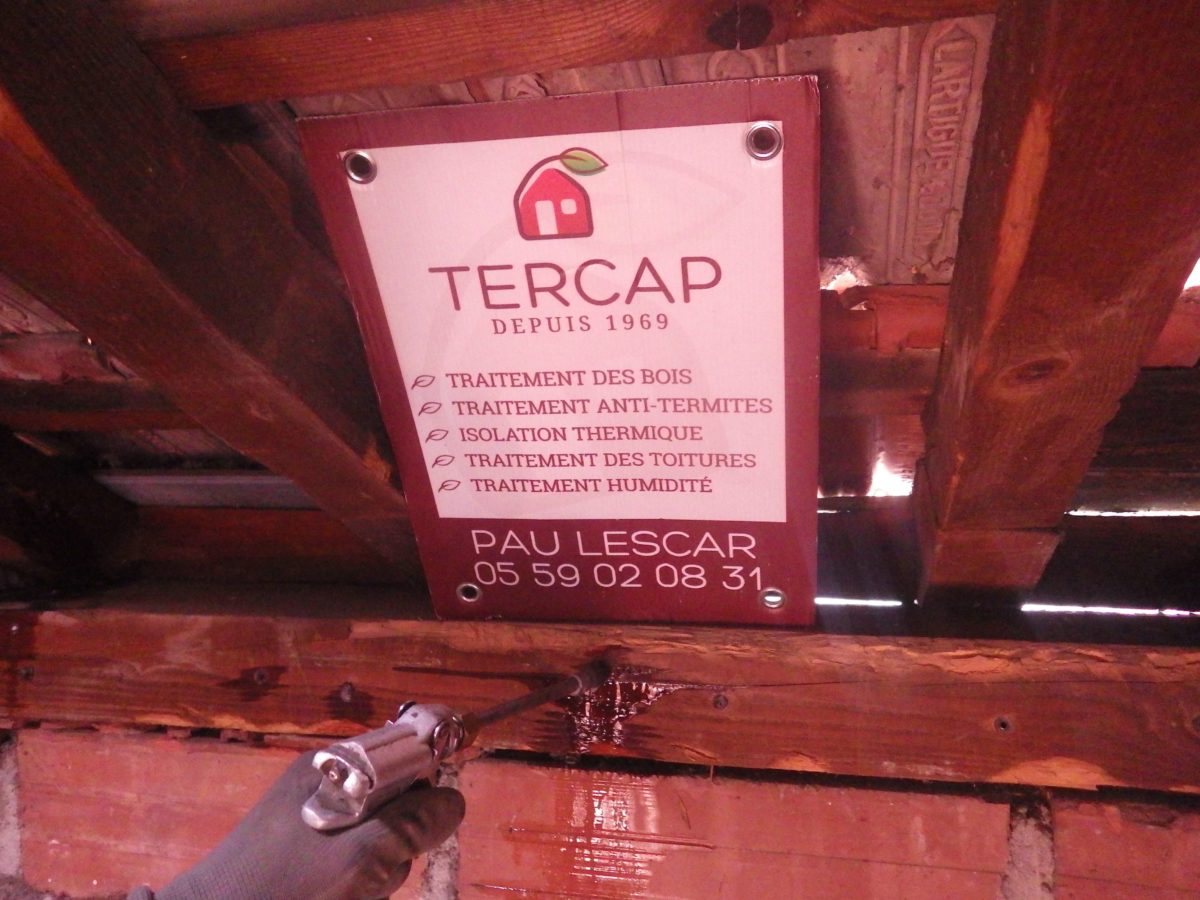 TERCAP
DEPUIS 1969
TRAITEMENT DES BOIS
TRAITEMENT ANTI-TERMITES
ISOLATION THERMIQUE
TRAITEMENT DES TOITURES
TRAITEMENT HUMIDITÉ
PAU LESCAR
05 59 02 08 31
LARTIGUE &